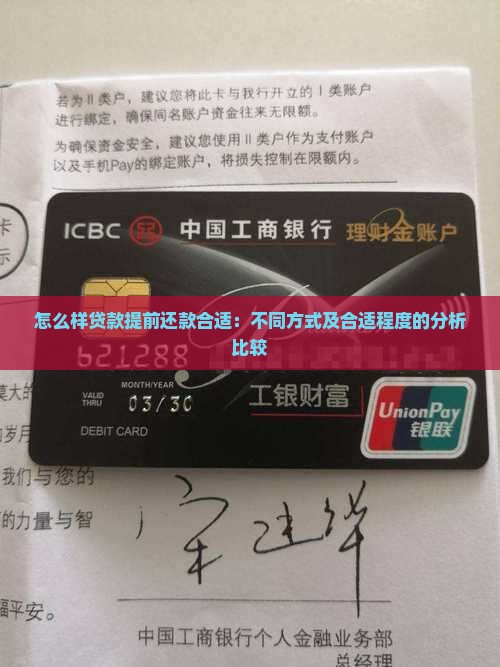 若为Ⅱ类户，建议您将此卡与我行开立的Ⅰ类账户
进行绑定，确保同名账户资金往来无限额。
为确保资金安全，建议您使用Ⅱ类户作为支付账户
以及手机Pay的绑定账户，将损失控制在限额内。
卡
示
ICBC 中国工商银行 理财金账户
怎么样贷款提前还款合适：不同方式及合适程度的分析
比较
621288
VALID
THRU
MONTH/YEAR
03/30
工银财富
DEBIT CARD
UnionPay
银联
莫大的
岁月
我们与您的
的力量与智
福平安。
中国工商银行个人金融业务部
总经理